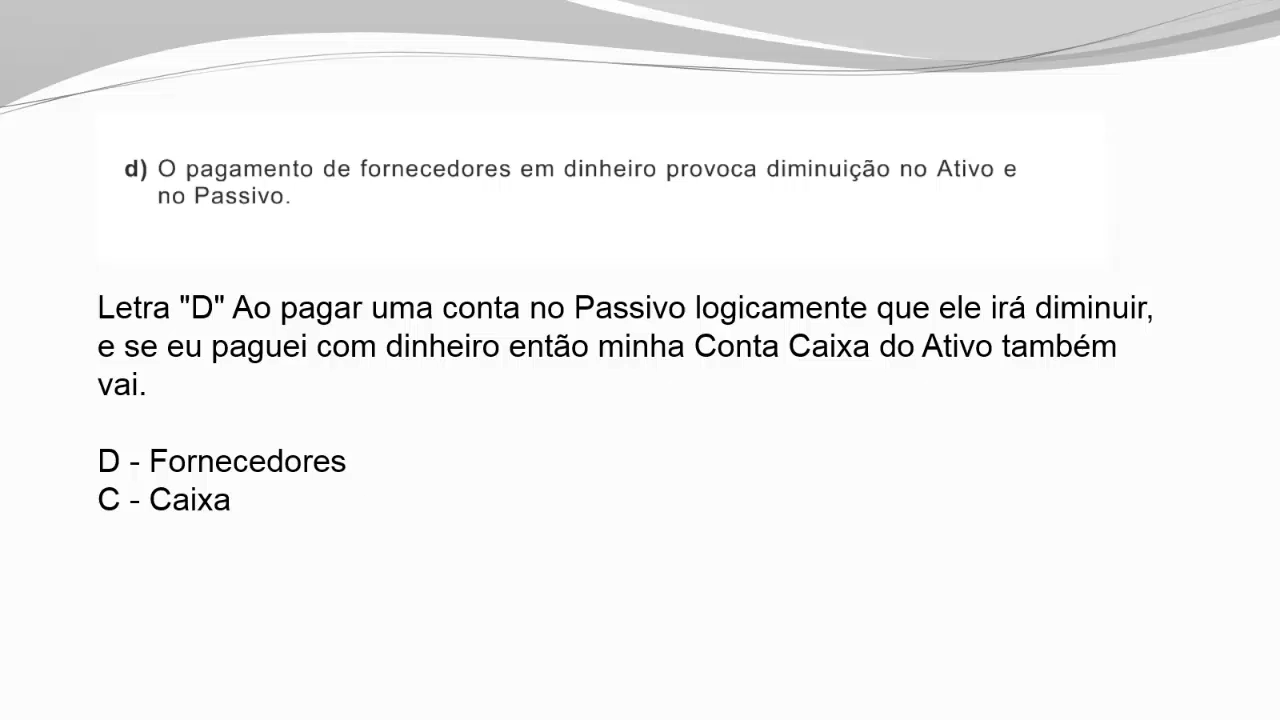 d) O pagamento de fornecedores em dinheiro provoca diminuição no Ativo e
no Passivo.
Letra "D" Ao pagar uma conta no Passivo logicamente que ele irá diminuir,
e se eu paguei com dinheiro então minha Conta Caixa do Ativo também
vai.
D - Fornecedores
C - Caixa